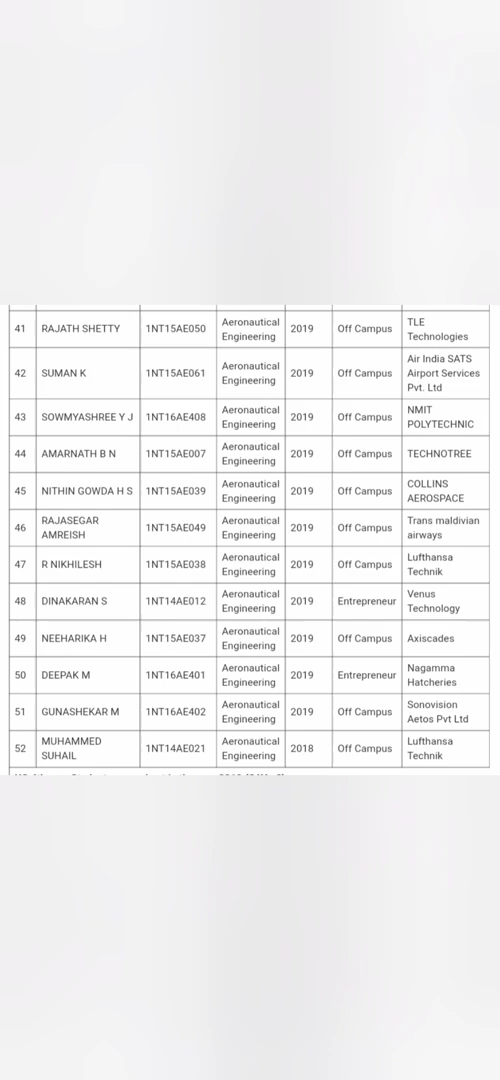 41 RAJATH SHETTY 1NT15AE050 Aeronautical Engineering 2019 Off Campus TLE Technologies
42 SUMAN K 1NT15AE061 Aeronautical Engineering 2019 Off Campus Air India SATS Airport Services Pvt. Ltd
43 SOWMYASHREE Y J 1NT16AE408 Aeronautical Engineering 2019 Off Campus NMIT POLYTECHNIC
44 AMARNATH B N 1NT15AE007 Aeronautical Engineering 2019 Off Campus TECHNOTREE
45 NITHIN GOWDA H S 1NT15AE039 Aeronautical Engineering 2019 Off Campus COLLINS AEROSPACE
46 RAJASEGAR AMREISH 1NT15AE049 Aeronautical Engineering 2019 Off Campus Trans maldivian airways
47 R NIKHILESH 1NT15AE038 Aeronautical Engineering 2019 Off Campus Lufthansa Technik
48 DINAKARAN S 1NT14AE012 Aeronautical Engineering 2019 Entrepreneur Venus Technology
49 NEEHARIKA H 1NT15AE037 Aeronautical Engineering 2019 Off Campus Axiscades
50 DEEPAK M 1NT16AE401 Aeronautical Engineering 2019 Entrepreneur Nagamma Hatcheries
51 GUNASHEKAR M 1NT16AE402 Aeronautical Engineering 2019 Off Campus Sonovision Aetos Pvt Ltd
52 MUHAMMED SUHAIL 1NT14AE021 Aeronautical Engineering 2018 Off Campus Lufthansa Technik